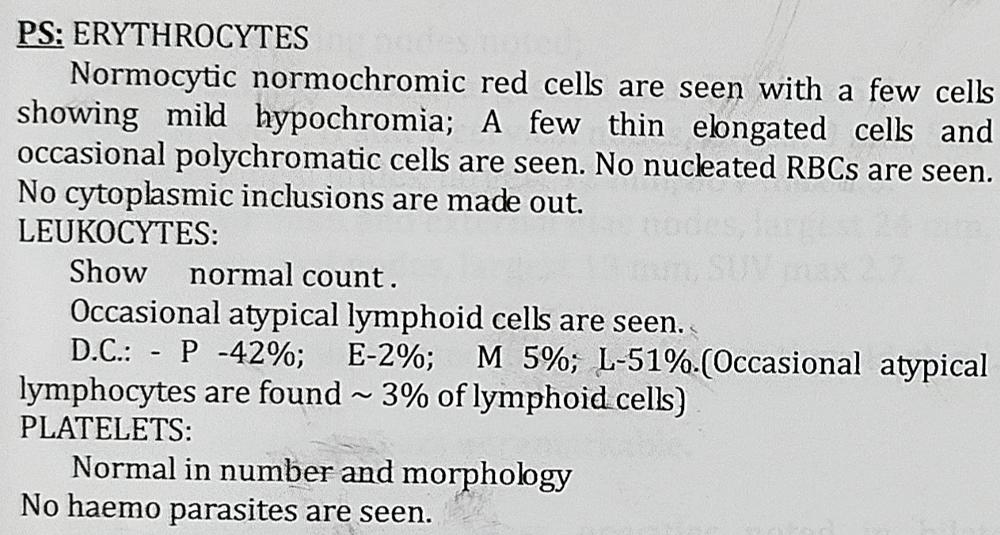 PS: ERYTHROCYTES
Normocytic normochromic red cells are seen with a few cells
showing mild hypochromia; A few thin elongated cells and
occasional polychromatic cells are seen. No nucleated RBCs are seen.
No cytoplasmic inclusions are made out.
LEUKOCYTES:
Show normal count .
Occasional atypical lymphoid cells are seen.
D.C.: - P -42%; E-2%; M 5%; L-51%.(Occasional atypical
lymphocytes are found ~ 3% of lymphoid cells)
PLATELETS:
Normal in number and morphology
No haemo parasites are seen.